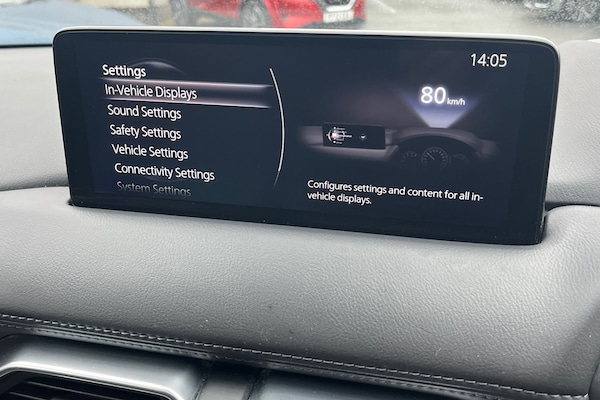 14:05
Settings
In-Vehicle Displays
Sound Settings
Safety Settings
Vehicle Settings
Connectivity Settings
System Settings
80 km/h
Configures settings and content for all in-
vehicle displays.